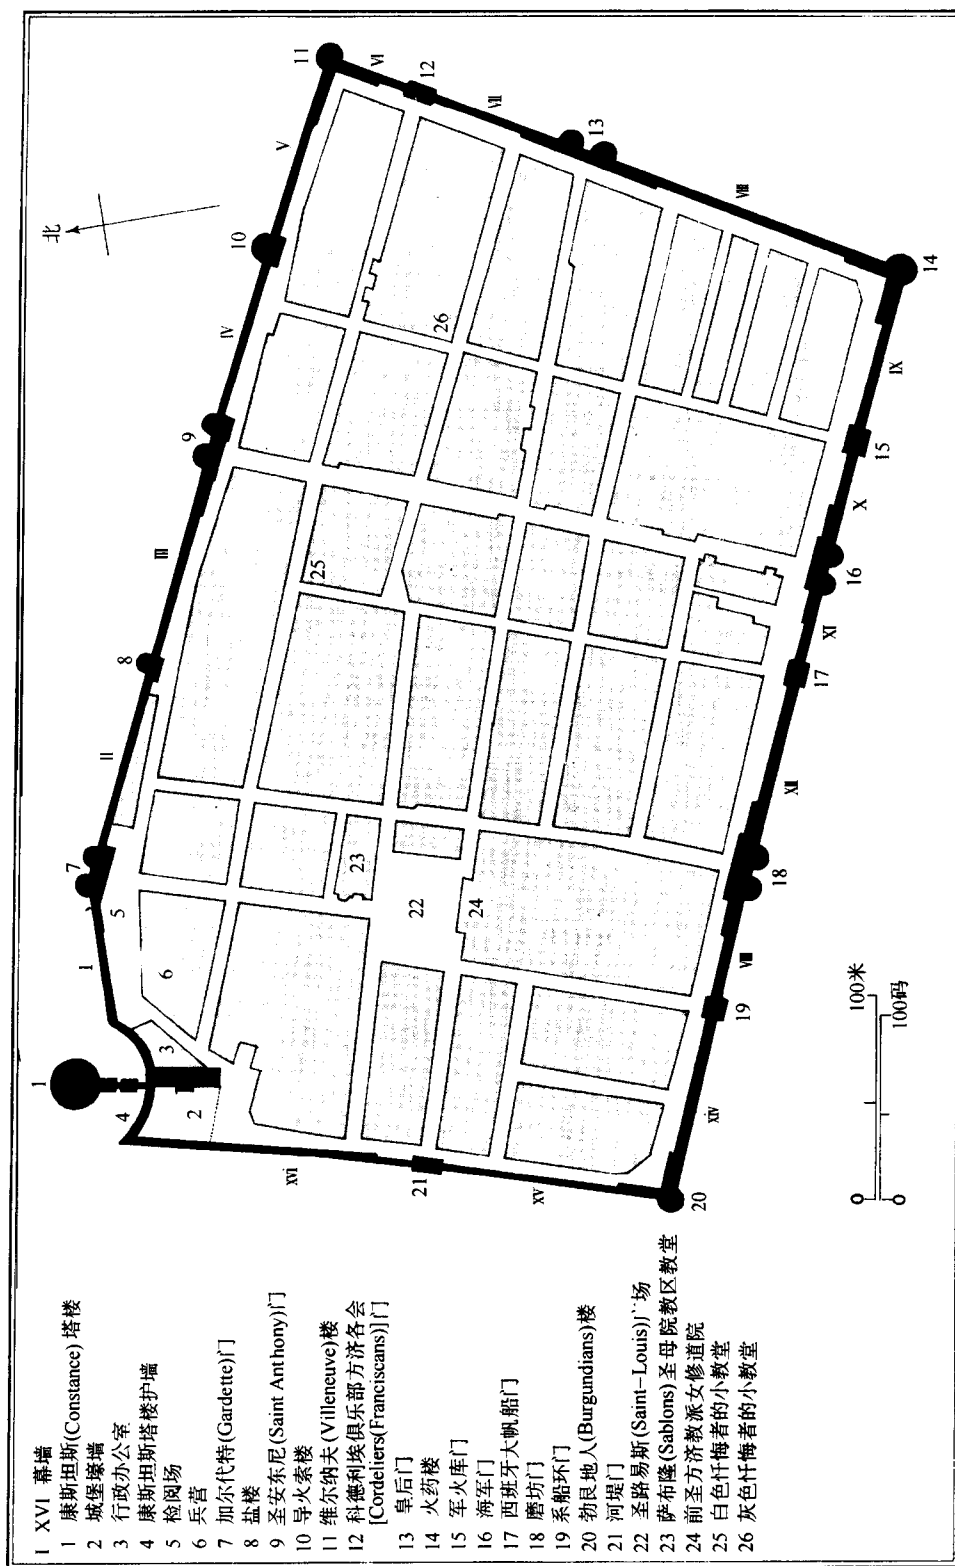 I XVI 幕墙
1 康斯坦斯(Constance) 塔楼
2 城堡壕墙
3 行政办公室
4 康斯坦斯塔楼护墙
5 检阅场
6 兵营
7 加尔代特(Gardette)门
8 盐楼
9 圣安东尼(Saint Anthony)门
10 导火索楼
11 维尔纳夫 (Villeneuve)楼
12 科德利埃俱乐部方济各会
[Cordeliers(Franciscans)]门
13 皇后门
14 火药楼
15 军火库门
16 海军门
17 西班牙大帆船门
18 磨坊门
19 系船环门
20 勃艮地人(Burgundians)楼
21 河堤门
22 圣路易斯(Saint-Louis)广场
23 萨布隆(Sablons)圣母院教区教堂
24 前圣方济教派女修道院
25 白色忏悔者的小教堂
26 灰色忏悔者的小教堂
北
1
I
7
II
8
III
9
IV
10
V
11
VI
12
VII
13
VIII
14
IX
15
X
16
XI
17
XII
18
VIII
19
xiv
20
xv
21
xvi
2
3
4
5
6
22
23
24
25
26
0
100米
0
100码